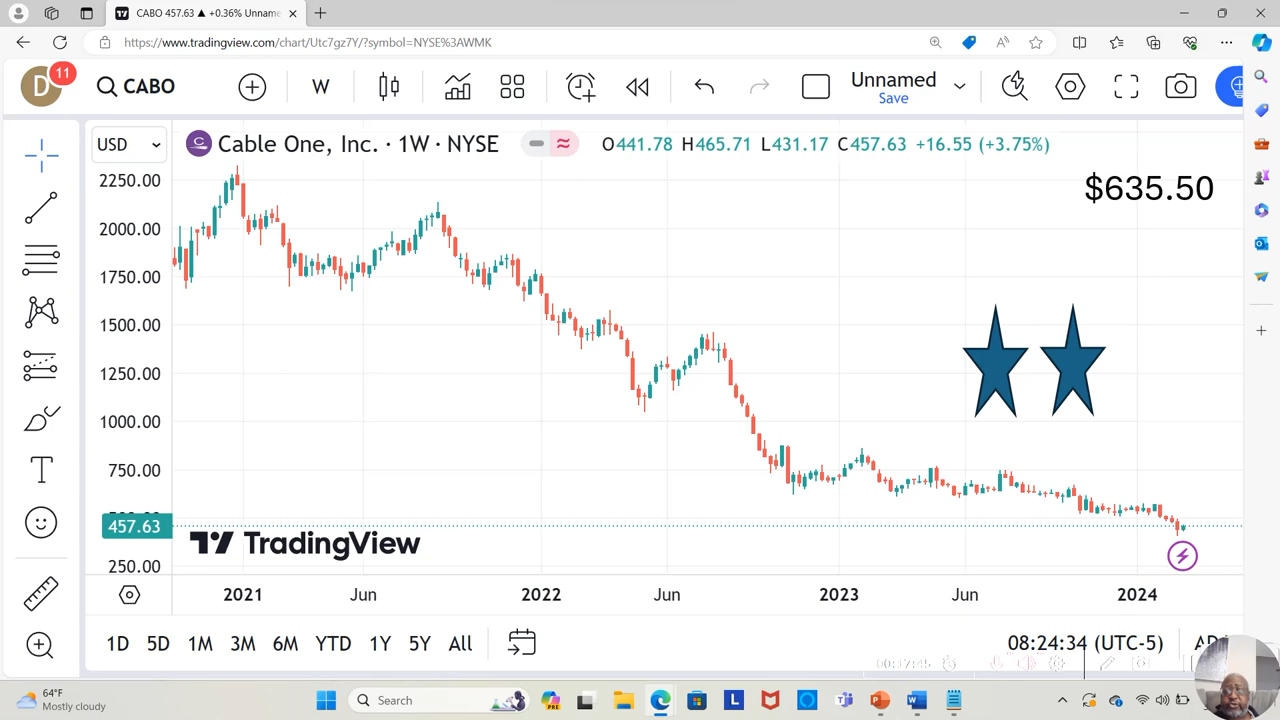 CABO 457.63 ▲ +0.36% Unname
https://www.tradingview.com/chart/Utc7gz7Y/?symbol=NYSE%3AWMK
D
11
CABO
W
Unnamed
Save
USD
Cable One, Inc. · 1W · NYSE
O441.78 H465.71 L431.17 C457.63 +16.55 (+3.75%)
$635.50
2250.00
2000.00
1750.00
1500.00
1250.00
1000.00
750.00
457.63
250.00
TradingView
2021 Jun 2022 Jun 2023 Jun 2024
1D 5D 1M 3M 6M YTD 1Y 5Y All
08:24:34 (UTC-5)
00:17:45
64°F
Mostly cloudy
Search
PRE